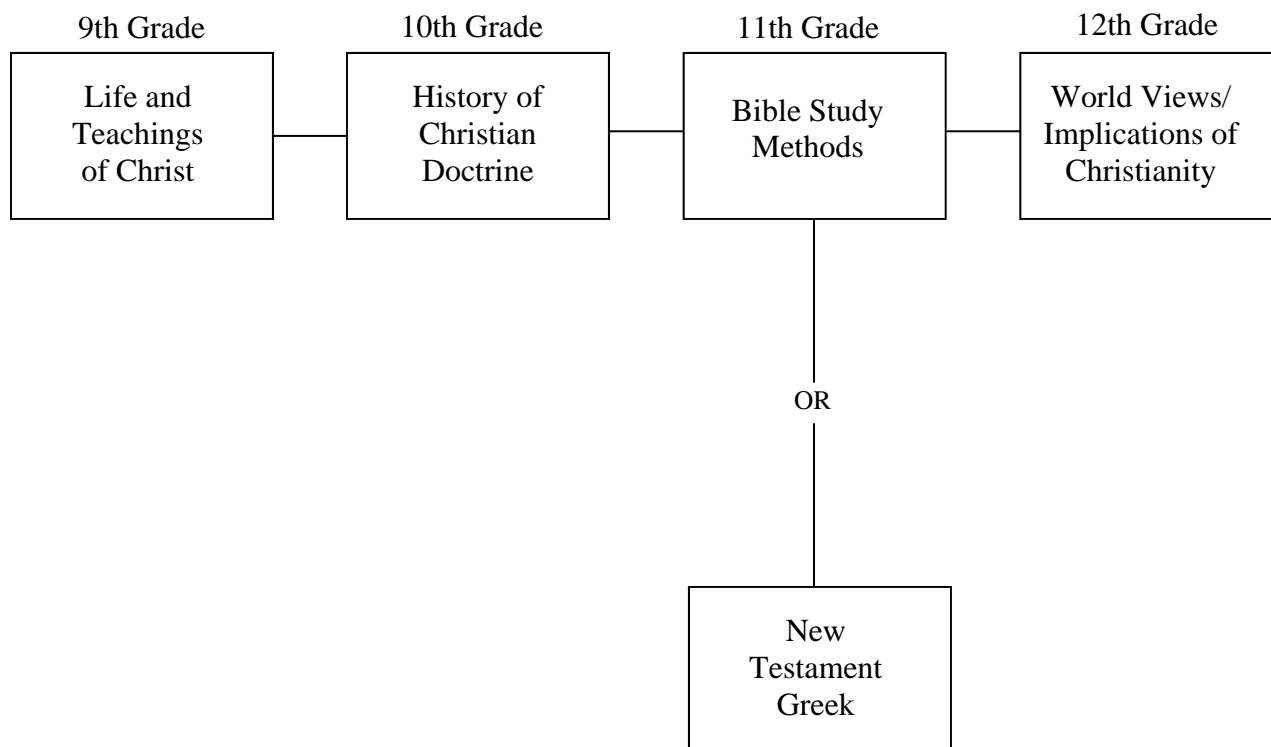 9th Grade
10th Grade
11th Grade
12th Grade
Life and
Teachings
of Christ
History of
Christian
Doctrine
Bible Study
Methods
World Views/
Implications of
Christianity
OR
New
Testament
Greek